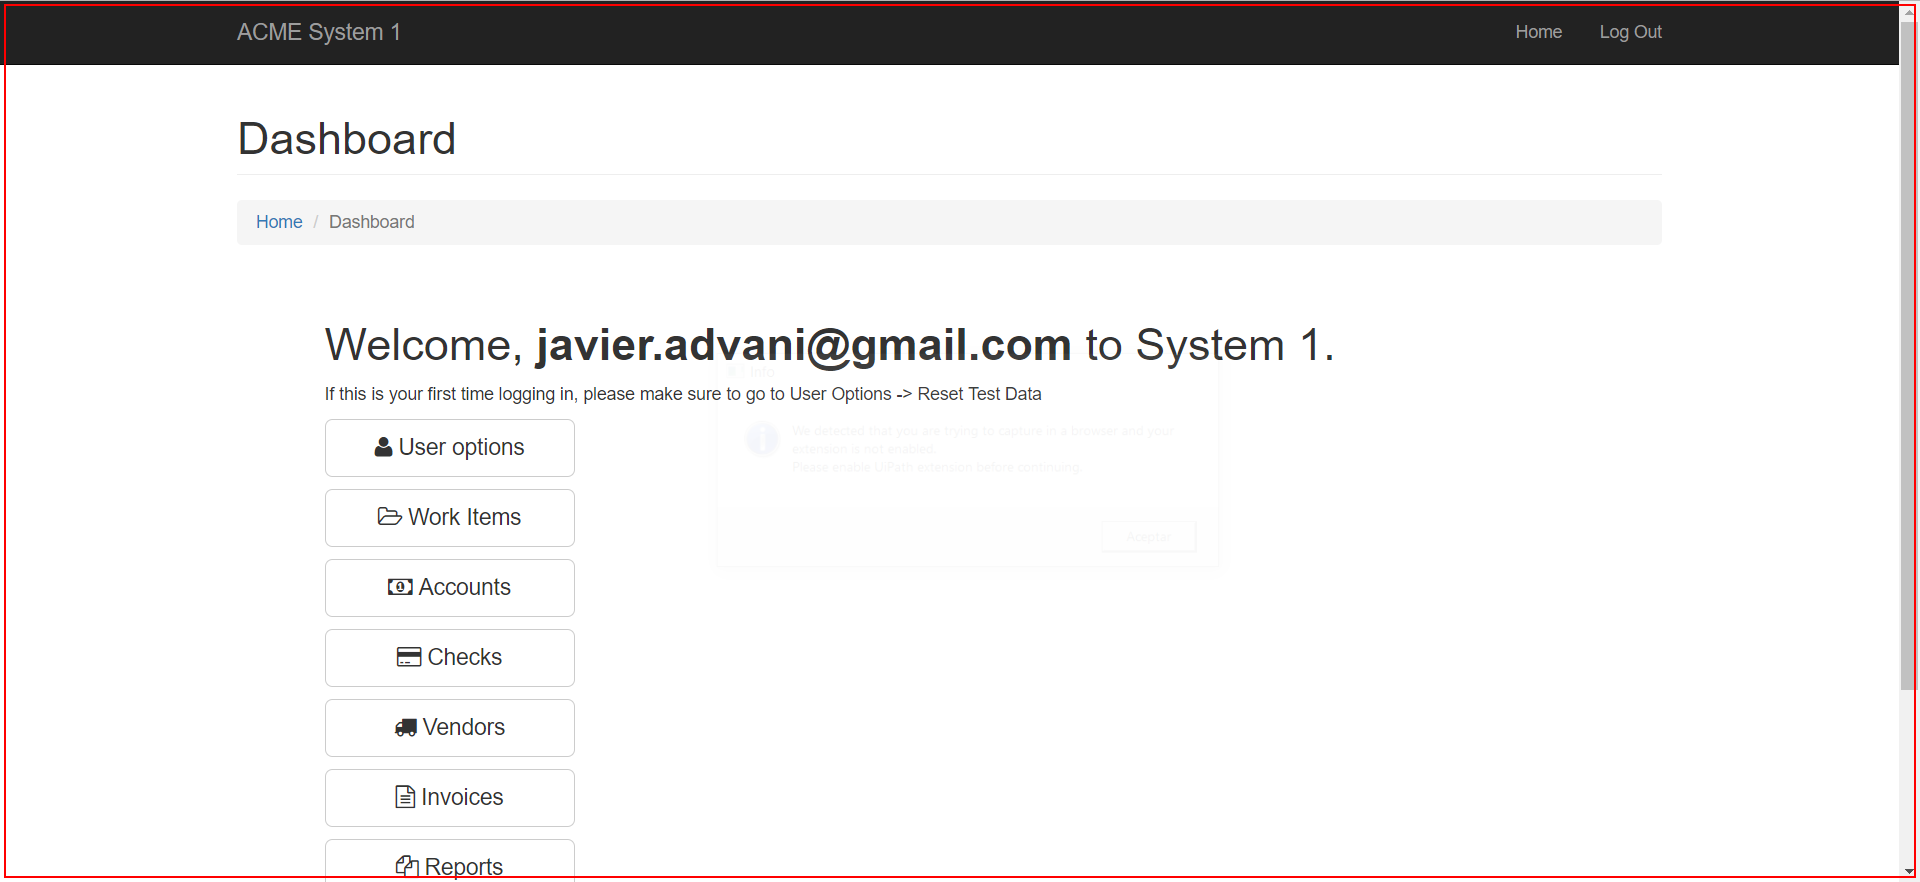 ACME System 1
Home
Log Out
Dashboard
Home / Dashboard
Welcome, javier.advani@gmail.com to System 1.
Info
If this is your first time logging in, please make sure to go to User Options -> Reset Test Data
We detected that you are trying to capture in a browser and your
extension is not enabled.
Please enable UiPath extension before continuing.
Aceptar
User options
Work Items
Accounts
Checks
Vendors
Invoices
Reports